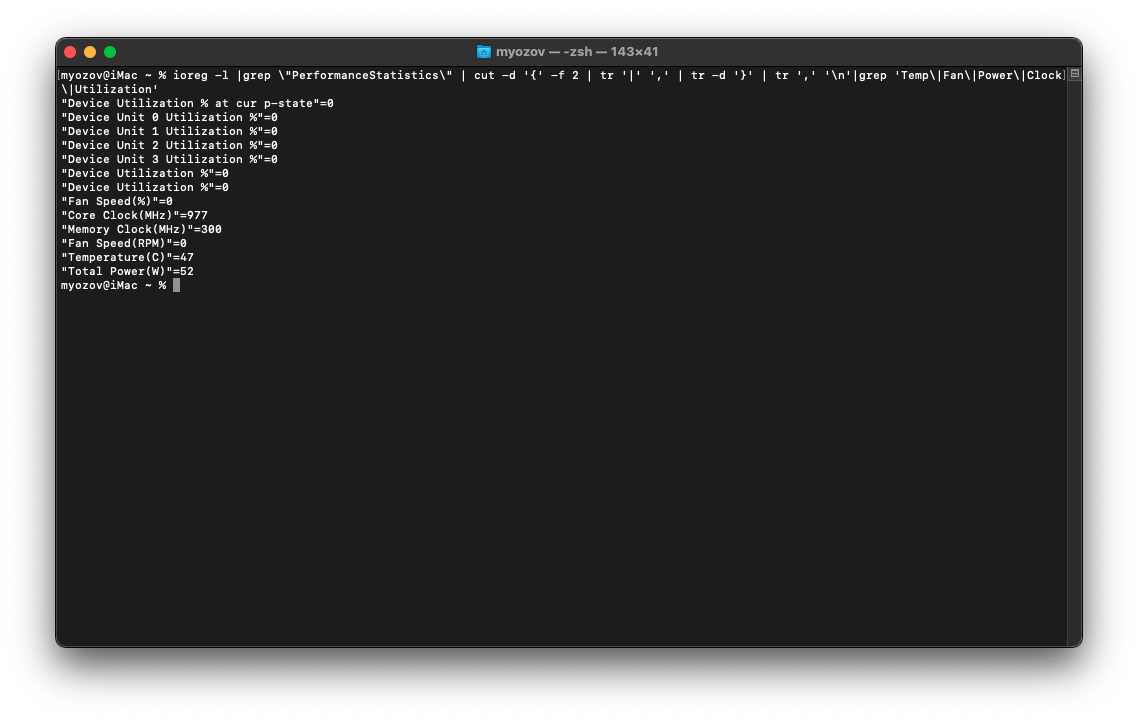 myozov — -zsh — 143×41
[myozov@iMac ~ % ioreg -l |grep \"PerformanceStatistics\" | cut -d '{' -f 2 | tr '|' ',' | tr -d '}' | tr ',' '\n'|grep 'Temp\|Fan\|Power\|Clock]
\|Utilization'
"Device Utilization % at cur p-state"=0
"Device Unit 0 Utilization %"=0
"Device Unit 1 Utilization %"=0
"Device Unit 2 Utilization %"=0
"Device Unit 3 Utilization %"=0
"Device Utilization %"=0
"Device Utilization %"=0
"Fan Speed(%)"=0
"Core Clock(MHz)"=977
"Memory Clock(MHz)"=300
"Fan Speed(RPM)"=0
"Temperature(C)"=47
"Total Power(W)"=52
myozov@iMac ~ %